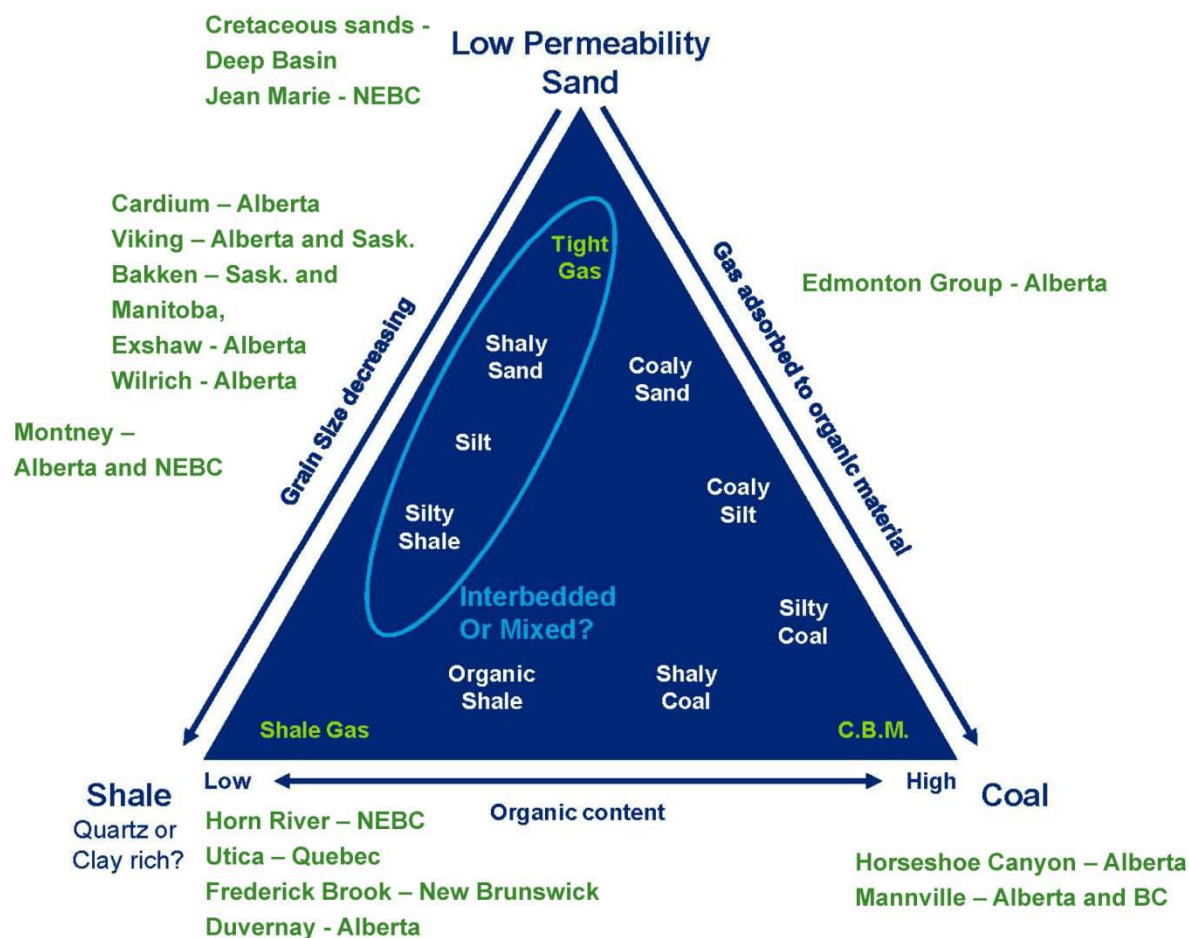 Cretaceous sands -
Deep Basin
Jean Marie - NEBC
Low Permeability
Sand
Cardium – Alberta
Viking – Alberta and Sask.
Bakken – Sask. and
Manitoba,
Exshaw - Alberta
Wilrich - Alberta
Montney –
Alberta and NEBC
Grain SIze decreasing
Gas adsorbed to organic material
Edmonton Group - Alberta
Tight
Gas
Shaly
Sand
Coaly
Sand
Silt
Coaly
Silt
Silty
Shale
Interbedded
Or Mixed?
Silty
Coal
Organic
Shale
Shaly
Coal
Shale Gas
C.B.M.
Shale
Quartz or
Clay rich?
Low
Organic content
High
Coal
Horn River – NEBC
Utica – Quebec
Frederick Brook – New Brunswick
Duvernay - Alberta
Horseshoe Canyon – Alberta
Mannville – Alberta and BC